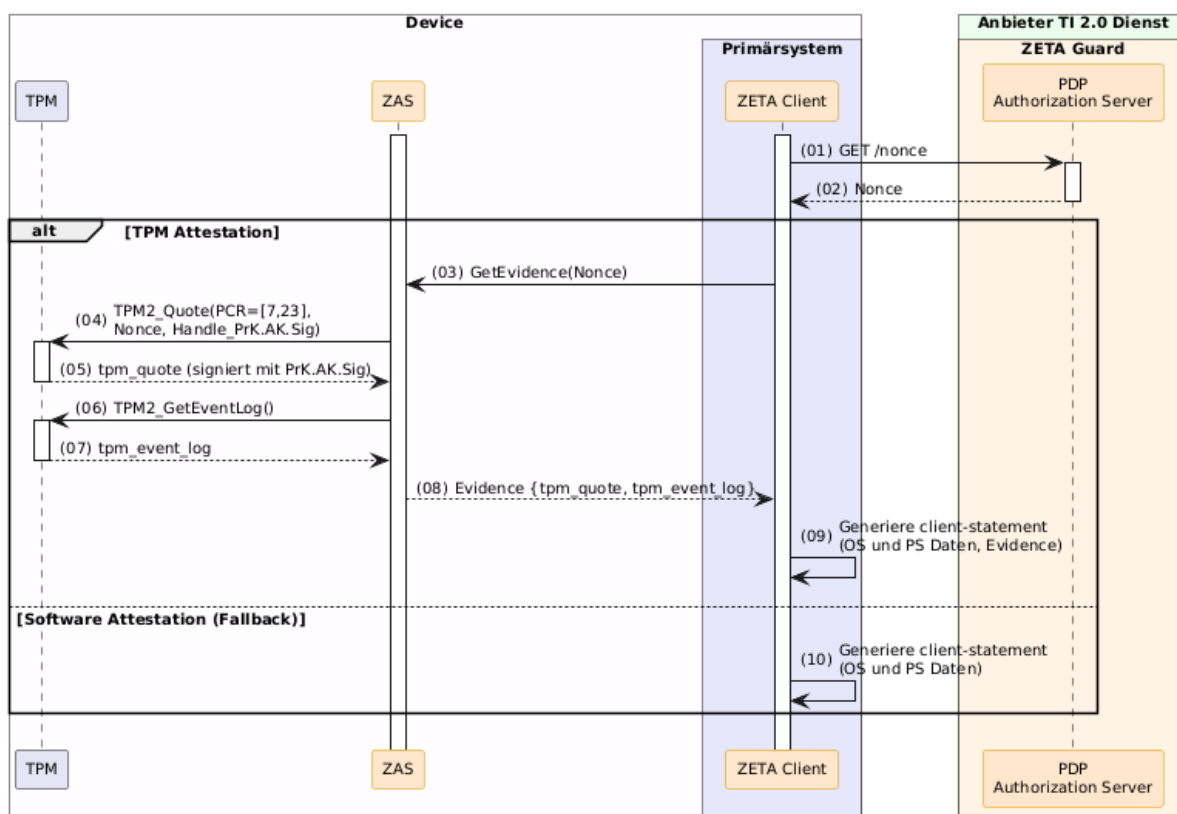 Device
Anbieter TI 2.0 Dienst
Primärsystem
ZETA Guard
TPM
ZAS
ZETA Client
PDP
Authorization Server
(01) GET /nonce
(02) Nonce
alt
[TPM Attestation]
(03) GetEvidence(Nonce)
(04) TPM2_Quote(PCR=[7,23],
Nonce, Handle_PrK.AK.Sig)
(05) tpm_quote (signiert mit PrK.AK.Sig)
(06) TPM2_GetEventLog()
(07) tpm_event_log
(08) Evidence {tpm_quote, tpm_event_log}
(09) Generiere client-statement
(OS und PS Daten, Evidence)
[Software Attestation (Fallback)]
(10) Generiere client-statement
(OS und PS Daten)
TPM
ZAS
ZETA Client
PDP
Authorization Server